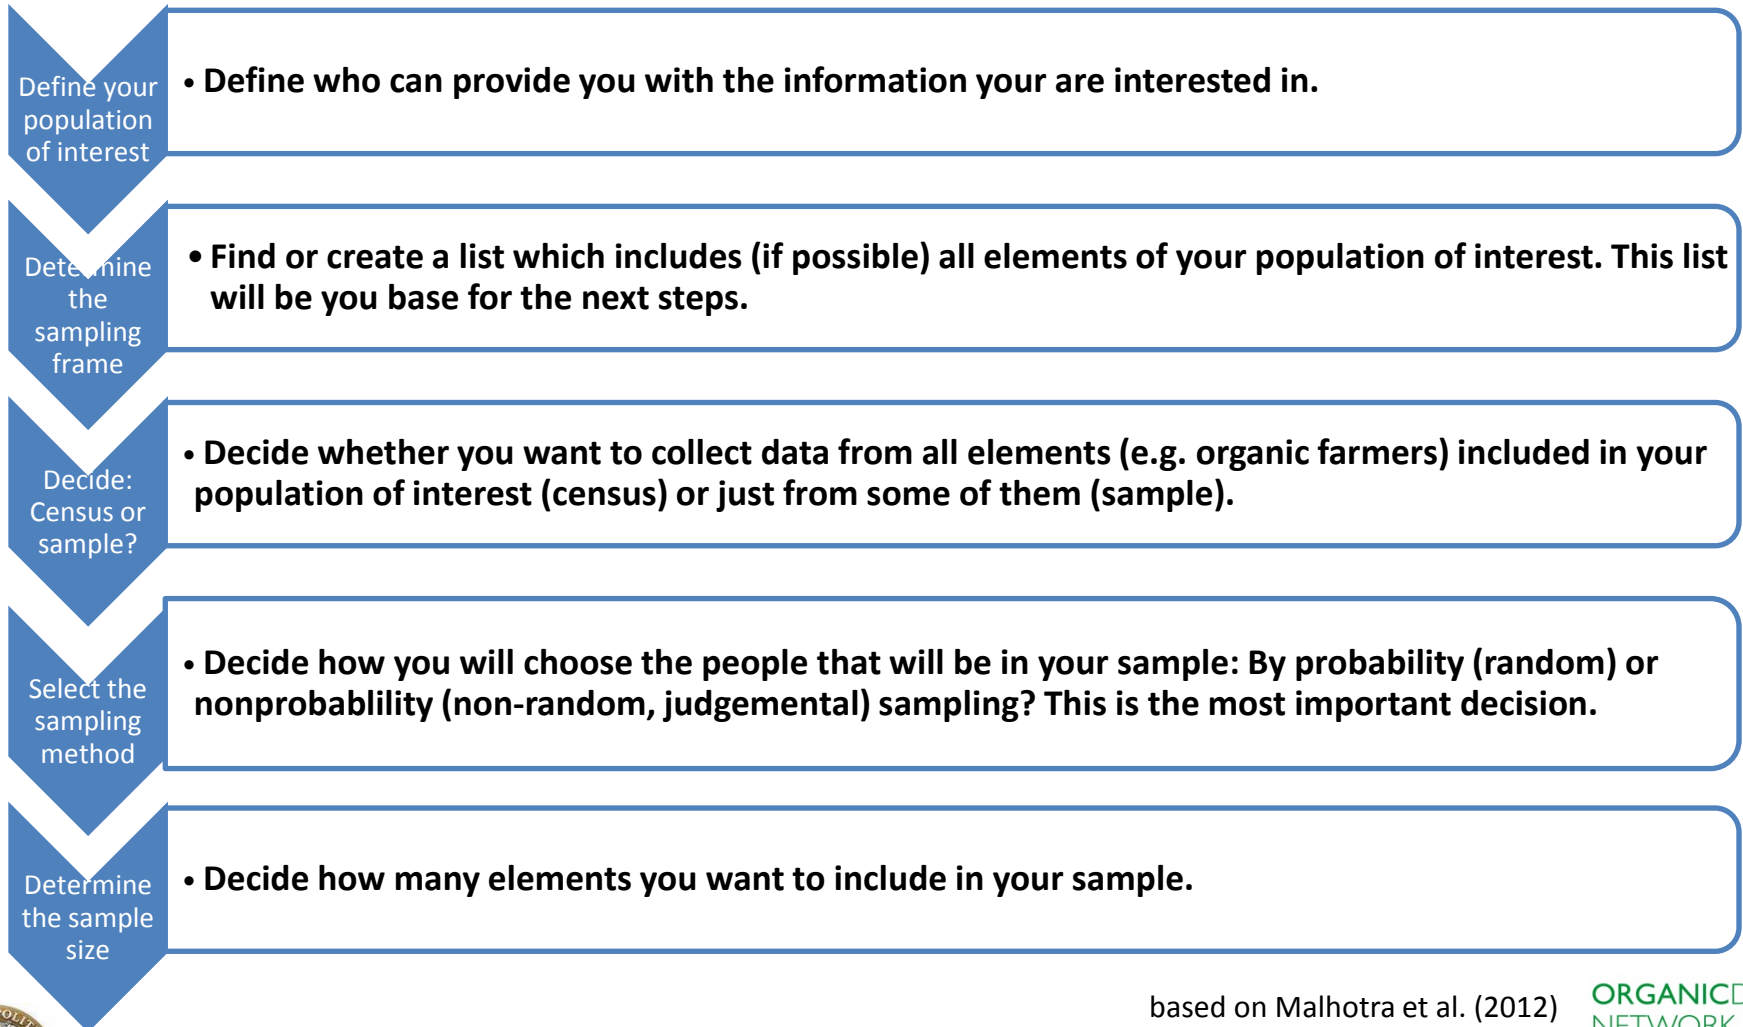 Define your
population
of interest
• Define who can provide you with the information your are interested in.
Determine
the
sampling
frame
• Find or create a list which includes (if possible) all elements of your population of interest. This list
will be you base for the next steps.
Decide:
Census or
sample?
• Decide whether you want to collect data from all elements (e.g. organic farmers) included in your
population of interest (census) or just from some of them (sample).
Select the
sampling
method
• Decide how you will choose the people that will be in your sample: By probability (random) or
nonprobablility (non-random, judgemental) sampling? This is the most important decision.
Determine
the sample
size
• Decide how many elements you want to include in your sample.
based on Malhotra et al. (2012)
ORGANIC
NETWORK